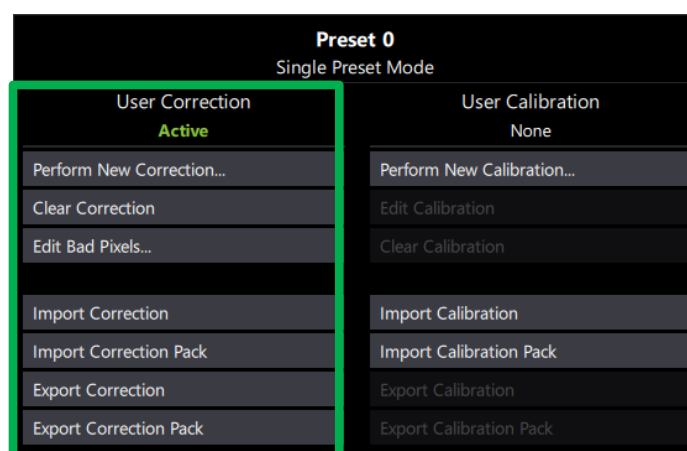 Preset 0
Single Preset Mode
User Correction
Active
Perform New Correction...
Clear Correction
Edit Bad Pixels...
Import Correction
Import Correction Pack
Export Correction
Export Correction Pack
User Calibration
None
Perform New Calibration...
Edit Calibration
Clear Calibration
Import Calibration
Import Calibration Pack
Export Calibration
Export Calibration Pack